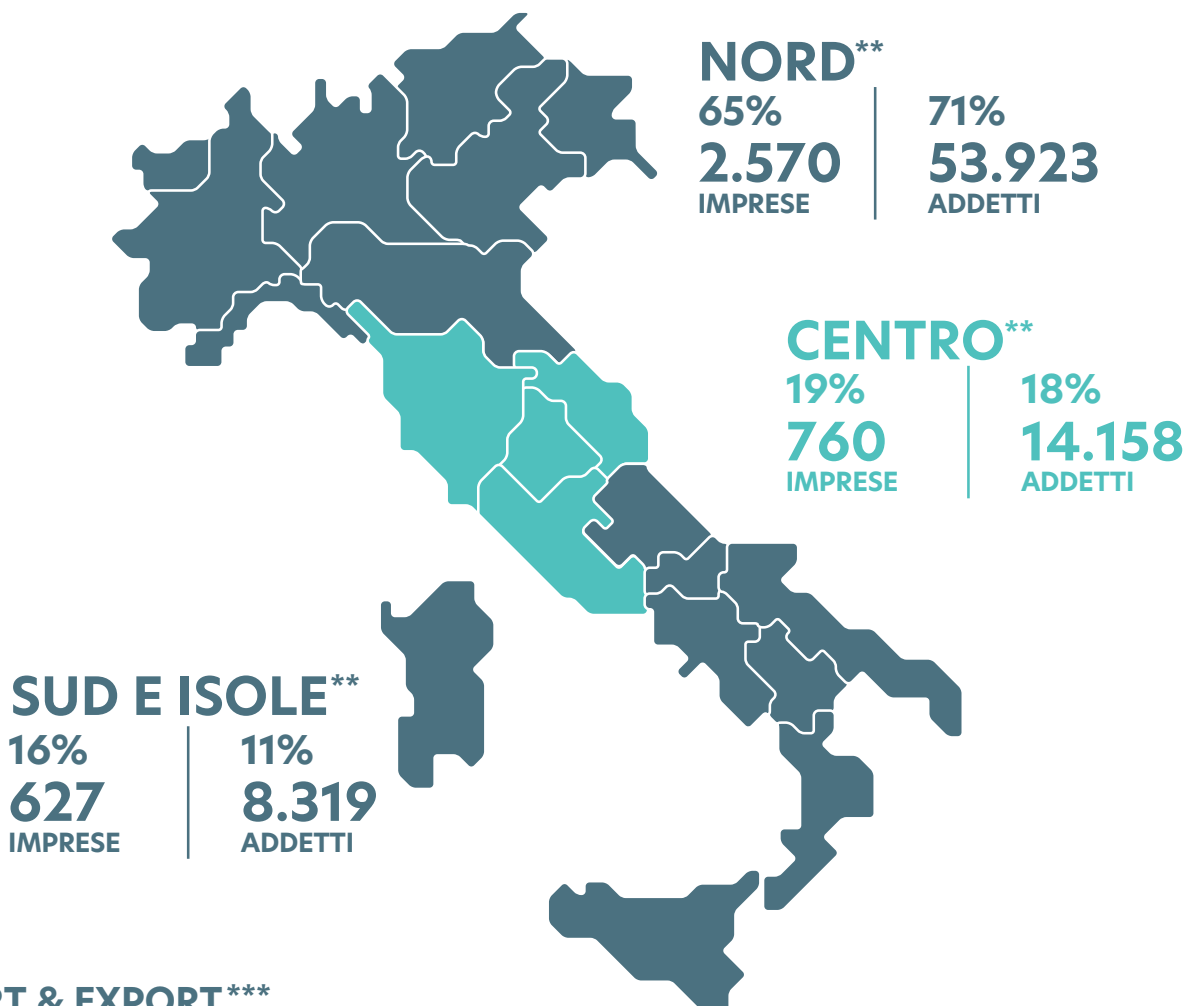 NORD**
65%
2.570
IMPRESE
71%
53.923
ADDETTI
CENTRO**
19%
760
IMPRESE
18%
14.158
ADDETTI
SUD E ISOLE**
16%
627
IMPRESE
11%
8.319
ADDETTI
& EXPORT***